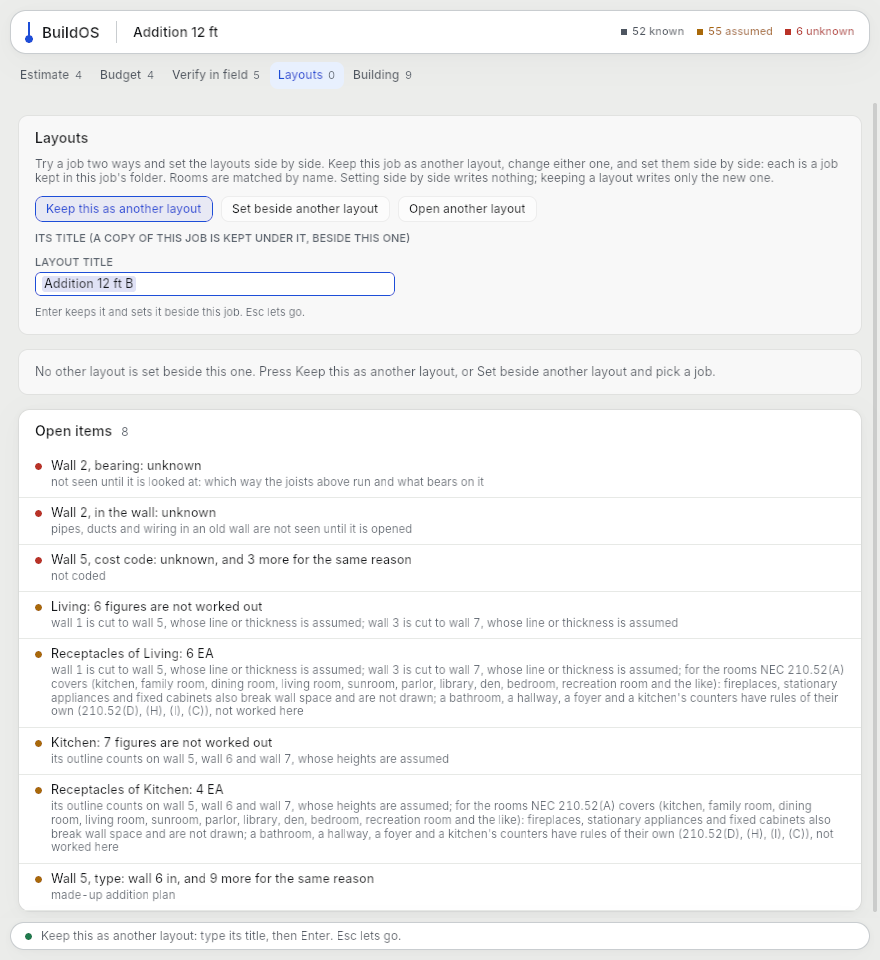 BuildOS
Addition 12 ft
52 known
55 assumed
6 unknown
Estimate 4
Budget 4
Verify in field 5
Layouts 0
Building 9
Layouts
Try a job two ways and set the layouts side by side. Keep this job as another layout, change either one, and set them side by side: each is a job
kept in this job's folder. Rooms are matched by name. Setting side by side writes nothing; keeping a layout writes only the new one.
Keep this as another layout
Set beside another layout
Open another layout
ITS TITLE (A COPY OF THIS JOB IS KEPT UNDER IT, BESIDE THIS ONE)
LAYOUT TITLE
Addition 12 ft B
Enter keeps it and sets it beside this job. Esc lets go.
No other layout is set beside this one. Press Keep this as another layout, or Set beside another layout and pick a job.
Open items 8
Wall 2, bearing: unknown
not seen until it is looked at: which way the joists above run and what bears on it
Wall 2, in the wall: unknown
pipes, ducts and wiring in an old wall are not seen until it is opened
Wall 5, cost code: unknown, and 3 more for the same reason
not coded
Living: 6 figures are not worked out
wall 1 is cut to wall 5, whose line or thickness is assumed; wall 3 is cut to wall 7, whose line or thickness is assumed
Receptacles of Living: 6 EA
wall 1 is cut to wall 5, whose line or thickness is assumed; wall 3 is cut to wall 7, whose line or thickness is assumed; for the rooms NEC 210.52(A)
covers (kitchen, family room, dining room, living room, sunroom, parlor, library, den, bedroom, recreation room and the like): fireplaces, stationary
appliances and fixed cabinets also break wall space and are not drawn; a bathroom, a hallway, a foyer and a kitchen's counters have rules of their
own (210.52(D), (H), (I), (C)), not worked here
Kitchen: 7 figures are not worked out
its outline counts on wall 5, wall 6 and wall 7, whose heights are assumed
Receptacles of Kitchen: 4 EA
its outline counts on wall 5, wall 6 and wall 7, whose heights are assumed; for the rooms NEC 210.52(A) covers (kitchen, family room, dining
room, living room, sunroom, parlor, library, den, bedroom, recreation room and the like): fireplaces, stationary appliances and fixed cabinets also
break wall space and are not drawn; a bathroom, a hallway, a foyer and a kitchen's counters have rules of their own (210.52(D), (H), (I), (C)), not
worked here
Wall 5, type: wall 6 in, and 9 more for the same reason
made-up addition plan
Keep this as another layout: type its title, then Enter. Esc lets go.